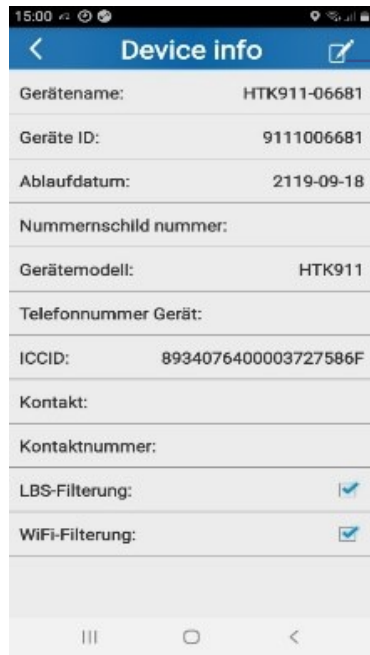 15:00
Device info
Gerätename: HTK911-06681
Geräte ID: 9111006681
Ablaufdatum: 2119-09-18
Nummernschild nummer:
Gerätemodell: HTK911
Telefonnummer Gerät:
ICCID: 8934076400003727586F
Kontakt:
Kontaktnummer:
LBS-Filterung:
WiFi-Filterung: